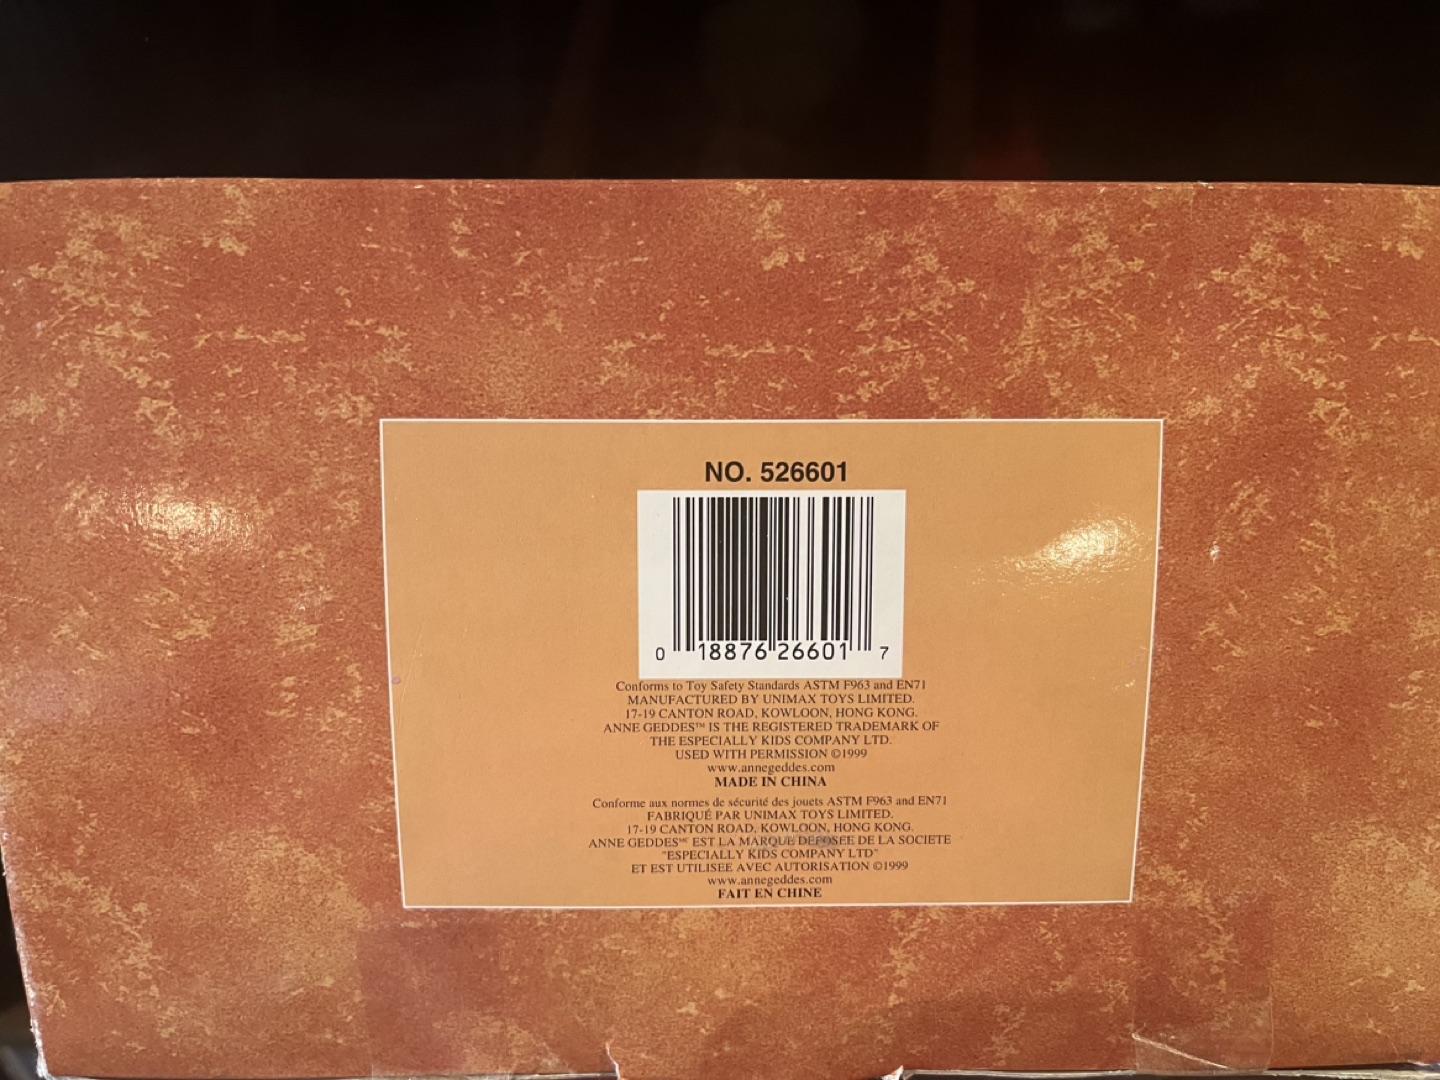 NO. 526601
0 18876 26601 7
Conforms to Toy Safety Standards ASTM F963 and EN71
MANUFACTURED BY UNIMAX TOYS LIMITED.
17-19 CANTON ROAD, KOWLOON, HONG KONG.
ANNE GEDDES™ IS THE REGISTERED TRADEMARK OF
THE ESPECIALLY KIDS COMPANY LTD.
USED WITH PERMISSION ©1999
www.annegeddes.com
MADE IN CHINA
Conforme aux normes de sécurité des jouets ASTM F963 and EN71
FABRIQUÉ PAR UNIMAX TOYS LIMITED.
17-19 CANTON ROAD, KOWLOON, HONG KONG.
ANNE GEDDES™ EST LA MARQUE DEPOSEE DE LA SOCIETE
"ESPECIALLY KIDS COMPANY LTD"
ET EST UTILISEE AVEC AUTORISATION ©1999
www.annegeddes.com
FAIT EN CHINE